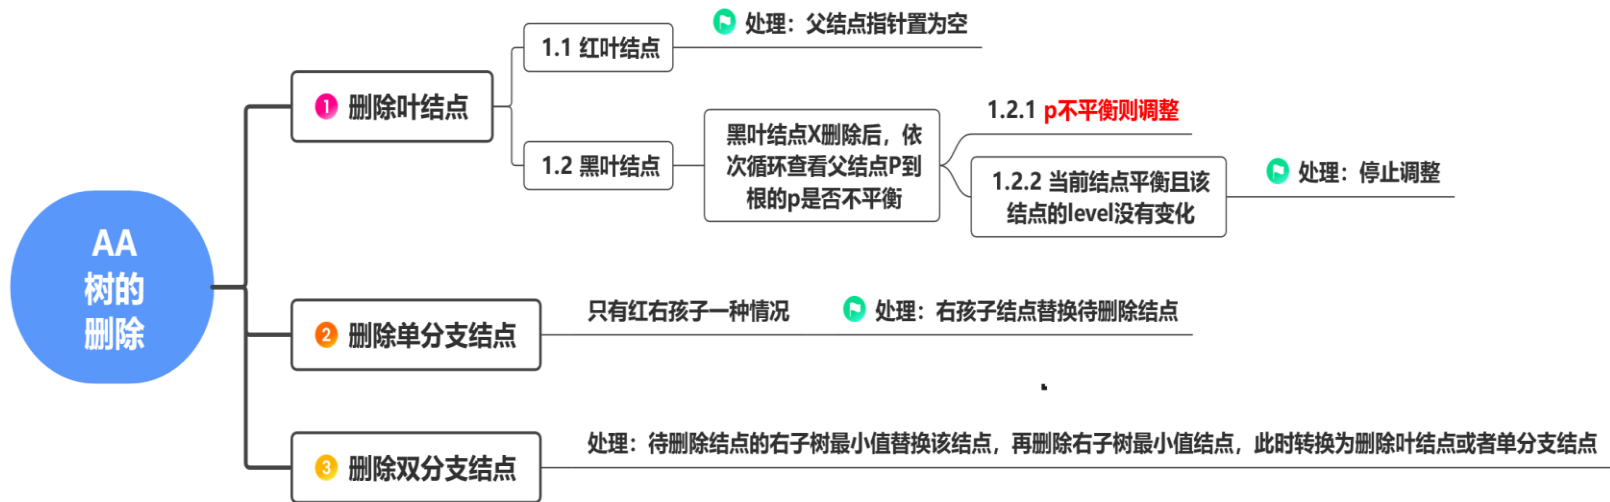 AA
树的
删除
1 删除叶结点
1.1 红叶结点
处理：父结点指针置为空
1.2 黑叶结点
黑叶结点X删除后，依
次循环查看父结点P到
根的p是否不平衡
1.2.1 p不平衡则调整
1.2.2 当前结点平衡且该
结点的level没有变化
处理：停止调整
2 删除单分支结点
只有红右孩子一种情况
处理：右孩子结点替换待删除结点
3 删除双分支结点
处理：待删除结点的右子树最小值替换该结点，再删除右子树最小值结点，此时转换为删除叶结点或者单分支结点